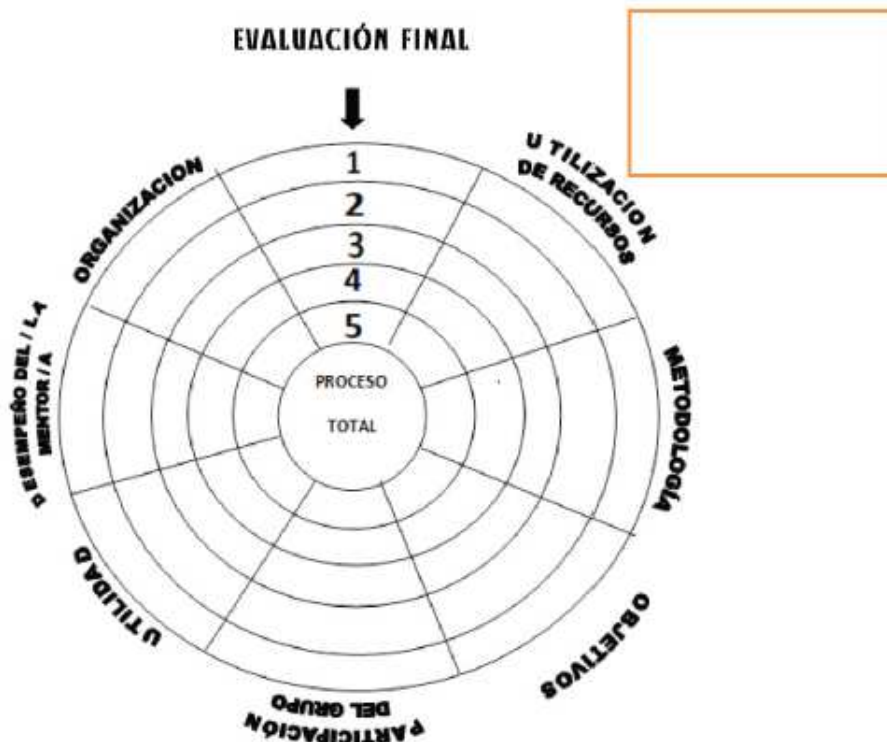 EVALUACIÓN FINAL
1
2
3
4
5
PROCESO
TOTAL
U TILIZACION
DE RECURSOS
METODOLOGÍA
OBJETIVOS
PARTICIPACIÓN
DEL GRUPO
UTILIDAD
DESEMPEÑO DEL / LA
MENTOR / A
ORGANIZACION